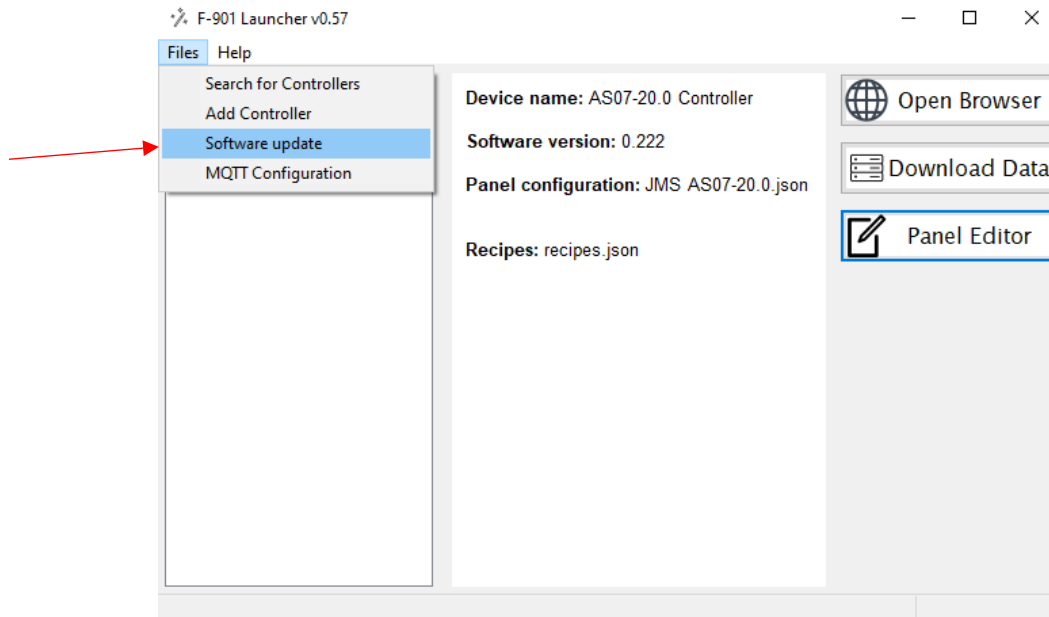 F-901 Launcher v0.57
Files Help
Search for Controllers
Add Controller
Software update
MQTT Configuration
Device name: AS07-20.0 Controller
Software version: 0.222
Panel configuration: JMS AS07-20.0.json
Recipes: recipes.json
Open Browser
Download Data
Panel Editor